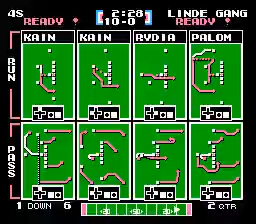 4S 2:28 LINDE GANG
READY 10-0 READY
KAIN KAIN RYDIA PALOM
RUN
PASS
1 DOWN 6 2 QTR